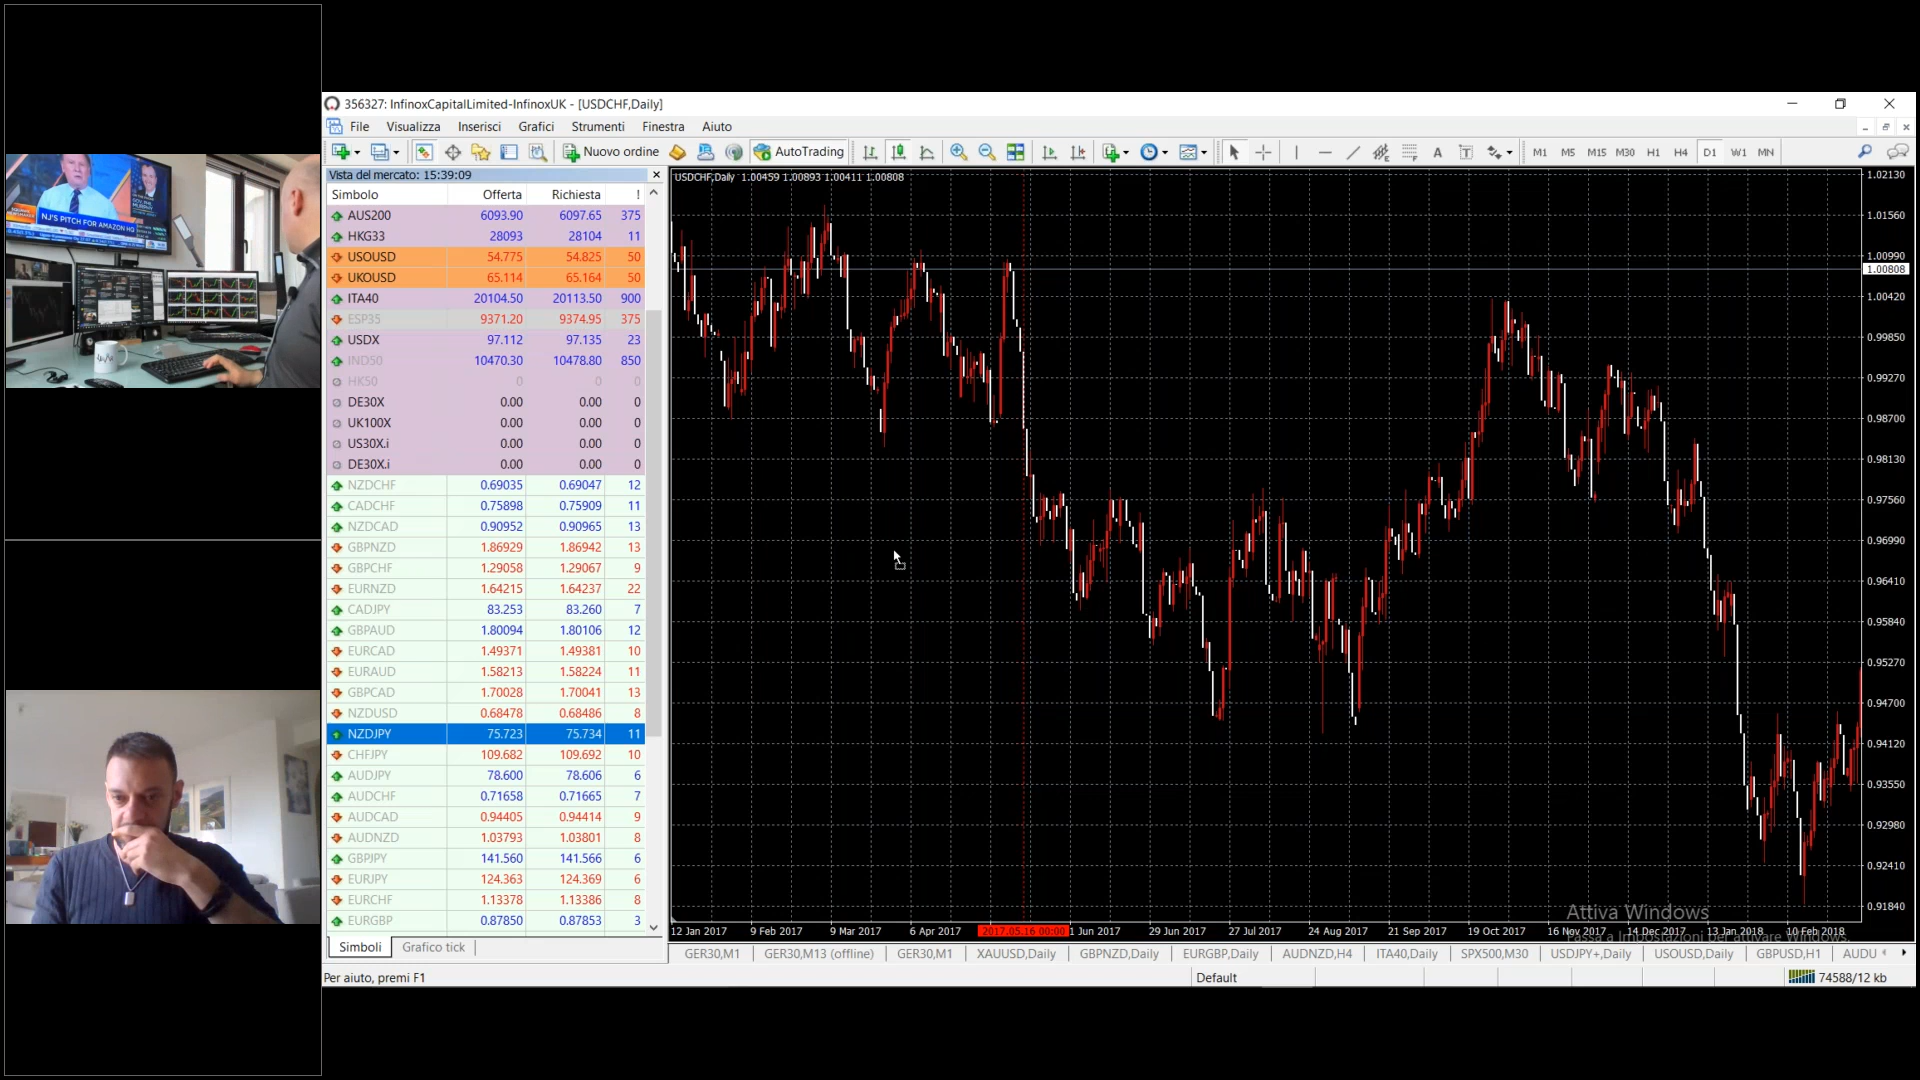 NJ'S PITCH FOR AMAZON HQ
356327: InfinoxCapitalLimited-InfinoxUK - [USDCHF,Daily]
File Visualizza Inserisci Grafici Strumenti Finestra Aiuto
Nuovo ordine AutoTrading A T M1 M5 M15 M30 H1 H4 D1 W1 MN
Vista del mercato: 15:39:09
Simbolo Offerta Richiesta !
AUS200 6093.90 6097.65 375
HKG33 28093 28104 11
USOUSD 54.775 54.825 50
UKOUSD 65.114 65.164 50
ITA40 20104.50 20113.50 900
ESP35 9371.20 9374.95 375
USDX 97.112 97.135 23
IND50 10470.30 10478.80 850
HK50 0 0 0
DE30X 0.00 0.00 0
UK100X 0.00 0.00 0
US30X.i 0.00 0.00 0
DE30X.i 0.00 0.00 0
NZDCHF 0.69035 0.69047 12
CADCHF 0.75898 0.75909 11
NZDCAD 0.90952 0.90965 13
GBPNZD 1.86929 1.86942 13
GBPCHF 1.29058 1.29067 9
EURNZD 1.64215 1.64237 22
CADJPY 83.253 83.260 7
GBPAUD 1.80094 1.80106 12
EURCAD 1.49371 1.49381 10
EURAUD 1.58213 1.58224 11
GBPCAD 1.70028 1.70041 13
NZDUSD 0.68478 0.68486 8
NZDJPY 75.723 75.734 11
CHFJPY 109.682 109.692 10
AUDJPY 78.600 78.606 6
AUDCHF 0.71658 0.71665 7
AUDCAD 0.94405 0.94414 9
AUDNZD 1.03793 1.03801 8
GBPJPY 141.560 141.566 6
EURJPY 124.363 124.369 6
EURCHF 1.13378 1.13386 8
EURGBP 0.87850 0.87853 3
Simboli Grafico tick
USDCHF,Daily 1.00459 1.00893 1.00411 1.00808
1.02130
1.01560
1.00990
1.00808
1.00420
0.99850
0.99270
0.98700
0.98130
0.97560
0.96990
0.96410
0.95840
0.95270
0.94700
0.94120
0.93550
0.92980
0.92410
0.91840
Attiva Windows
Passa a Impostazioni per attivare Windows.
12 Jan 2017 9 Feb 2017 9 Mar 2017 6 Apr 2017 2017.05.16 00:00 1 Jun 2017 29 Jun 2017 27 Jul 2017 24 Aug 2017 21 Sep 2017 19 Oct 2017 16 Nov 2017 14 Dec 2017 13 Jan 2018 10 Feb 2018
GER30,M1 GER30,M13 (offline) GER30,M1 XAUUSD,Daily GBPNZD,Daily EURGBP,Daily AUDNZD,H4 ITA40,Daily SPX500,M30 USDJPY+,Daily USOUSD,Daily GBPUSD,H1 AUDU
Per aiuto, premi F1 Default 74588/12 kb